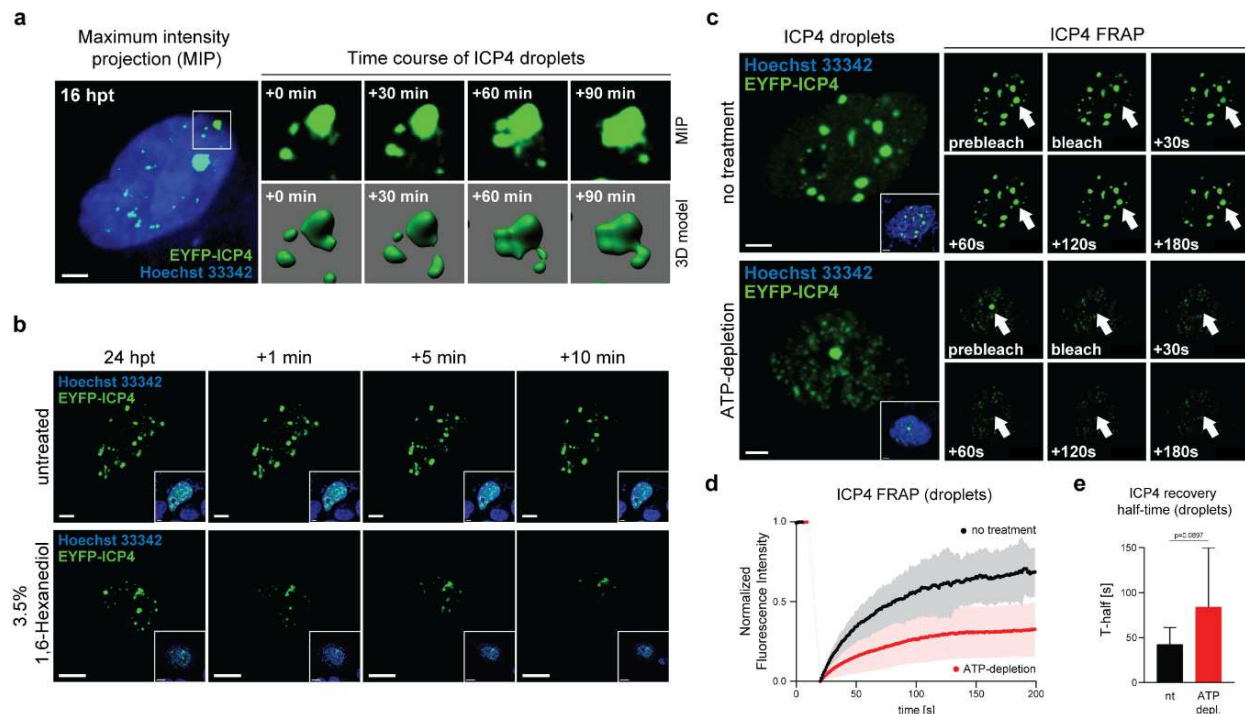 a
Maximum intensity
projection (MIP)
Time course of ICP4 droplets
16 hpt
EYFP-ICP4
Hoechst 33342
+0 min
+30 min
+60 min
+90 min
MIP
+0 min
+30 min
+60 min
+90 min
3D model
b
24 hpt
+1 min
+5 min
+10 min
untreated
Hoechst 33342
EYFP-ICP4
3.5%
1,6-Hexanediol
Hoechst 33342
EYFP-ICP4
c
ICP4 droplets
ICP4 FRAP
no treatment
Hoechst 33342
EYFP-ICP4
prebleach
bleach
+30s
+60s
+120s
+180s
ATP-depletion
Hoechst 33342
EYFP-ICP4
prebleach
bleach
+30s
+60s
+120s
+180s
d
ICP4 FRAP (droplets)
Normalized
Fluorescence Intensity
1.0
0.5
0.0
no treatment
ATP-depletion
0
50
100
150
200
time [s]
e
ICP4 recovery
half-time (droplets)
p=0.0897
T-half [s]
150
100
50
0
nt
ATP
depl.